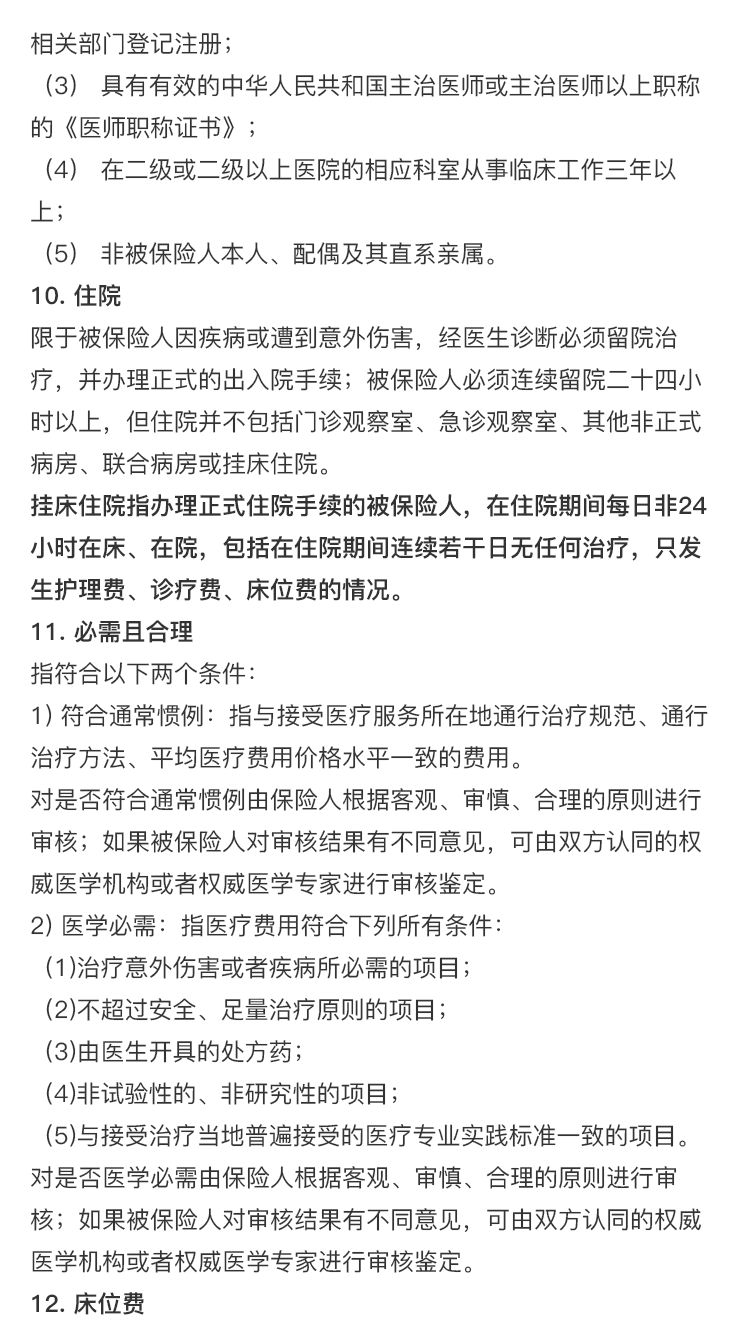 相关部门登记注册；
（3） 具有有效的中华人民共和国主治医师或主治医师以上职称
的《医师职称证书》；
（4） 在二级或二级以上医院的相应科室从事临床工作三年以
上；
（5） 非被保险人本人、配偶及其直系亲属。
10. 住院
限于被保险人因疾病或遭到意外伤害，经医生诊断必须留院治
疗，并办理正式的出入院手续；被保险人必须连续留院二十四小
时以上，但住院并不包括门诊观察室、急诊观察室、其他非正式
病房、联合病房或挂床住院。
挂床住院指办理正式住院手续的被保险人，在住院期间每日非24
小时在床、在院，包括在住院期间连续若干日无任何治疗，只发
生护理费、诊疗费、床位费的情况。
11. 必需且合理
指符合以下两个条件：
1) 符合通常惯例：指与接受医疗服务所在地通行治疗规范、通行
治疗方法、平均医疗费用价格水平一致的费用。
对是否符合通常惯例由保险人根据客观、审慎、合理的原则进行
审核；如果被保险人对审核结果有不同意见，可由双方认同的权
威医学机构或者权威医学专家进行审核鉴定。
2) 医学必需：指医疗费用符合下列所有条件：
（1)治疗意外伤害或者疾病所必需的项目；
（2)不超过安全、足量治疗原则的项目；
（3)由医生开具的处方药；
（4)非试验性的、非研究性的项目；
（5)与接受治疗当地普遍接受的医疗专业实践标准一致的项目。
对是否医学必需由保险人根据客观、审慎、合理的原则进行审
核；如果被保险人对审核结果有不同意见，可由双方认同的权威
医学机构或者权威医学专家进行审核鉴定。
12. 床位费